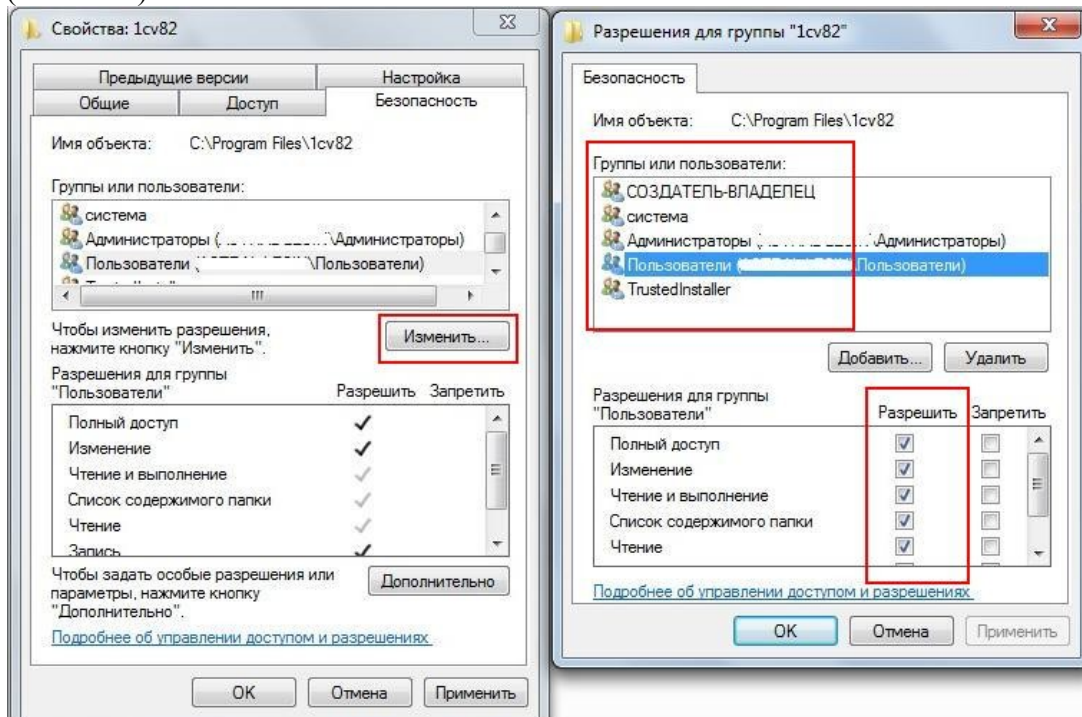 Свойства: 1cv82
Предыдущие версии
Настройка
Общие
Доступ
Безопасность
Имя объекта: C:\Program Files\1cv82
Группы или пользователи:
система
Администраторы ( \Администраторы)
Пользователи ( \Пользователи)
Чтобы изменить разрешения,
нажмите кнопку "Изменить".
Изменить...
Разрешения для группы
"Пользователи"
Разрешить Запретить
Полный доступ
Изменение
Чтение и выполнение
Список содержимого папки
Чтение
Запись
Чтобы задать особые разрешения или
параметры, нажмите кнопку
"Дополнительно".
Дополнительно
Подробнее об управлении доступом и разрешениях
ОК
Отмена
Применить
Разрешения для группы "1cv82"
Безопасность
Имя объекта: C:\Program Files\1cv82
Группы или пользователи:
СОЗДАТЕЛЬ-ВЛАДЕЛЕЦ
система
Администраторы ( \Администраторы)
Пользователи ( \Пользователи)
TrustedInstaller
Добавить...
Удалить
Разрешения для группы
"Пользователи"
Разрешить Запретить
Полный доступ
Изменение
Чтение и выполнение
Список содержимого папки
Чтение
Подробнее об управлении доступом и разрешениях
ОК
Отмена
Применить